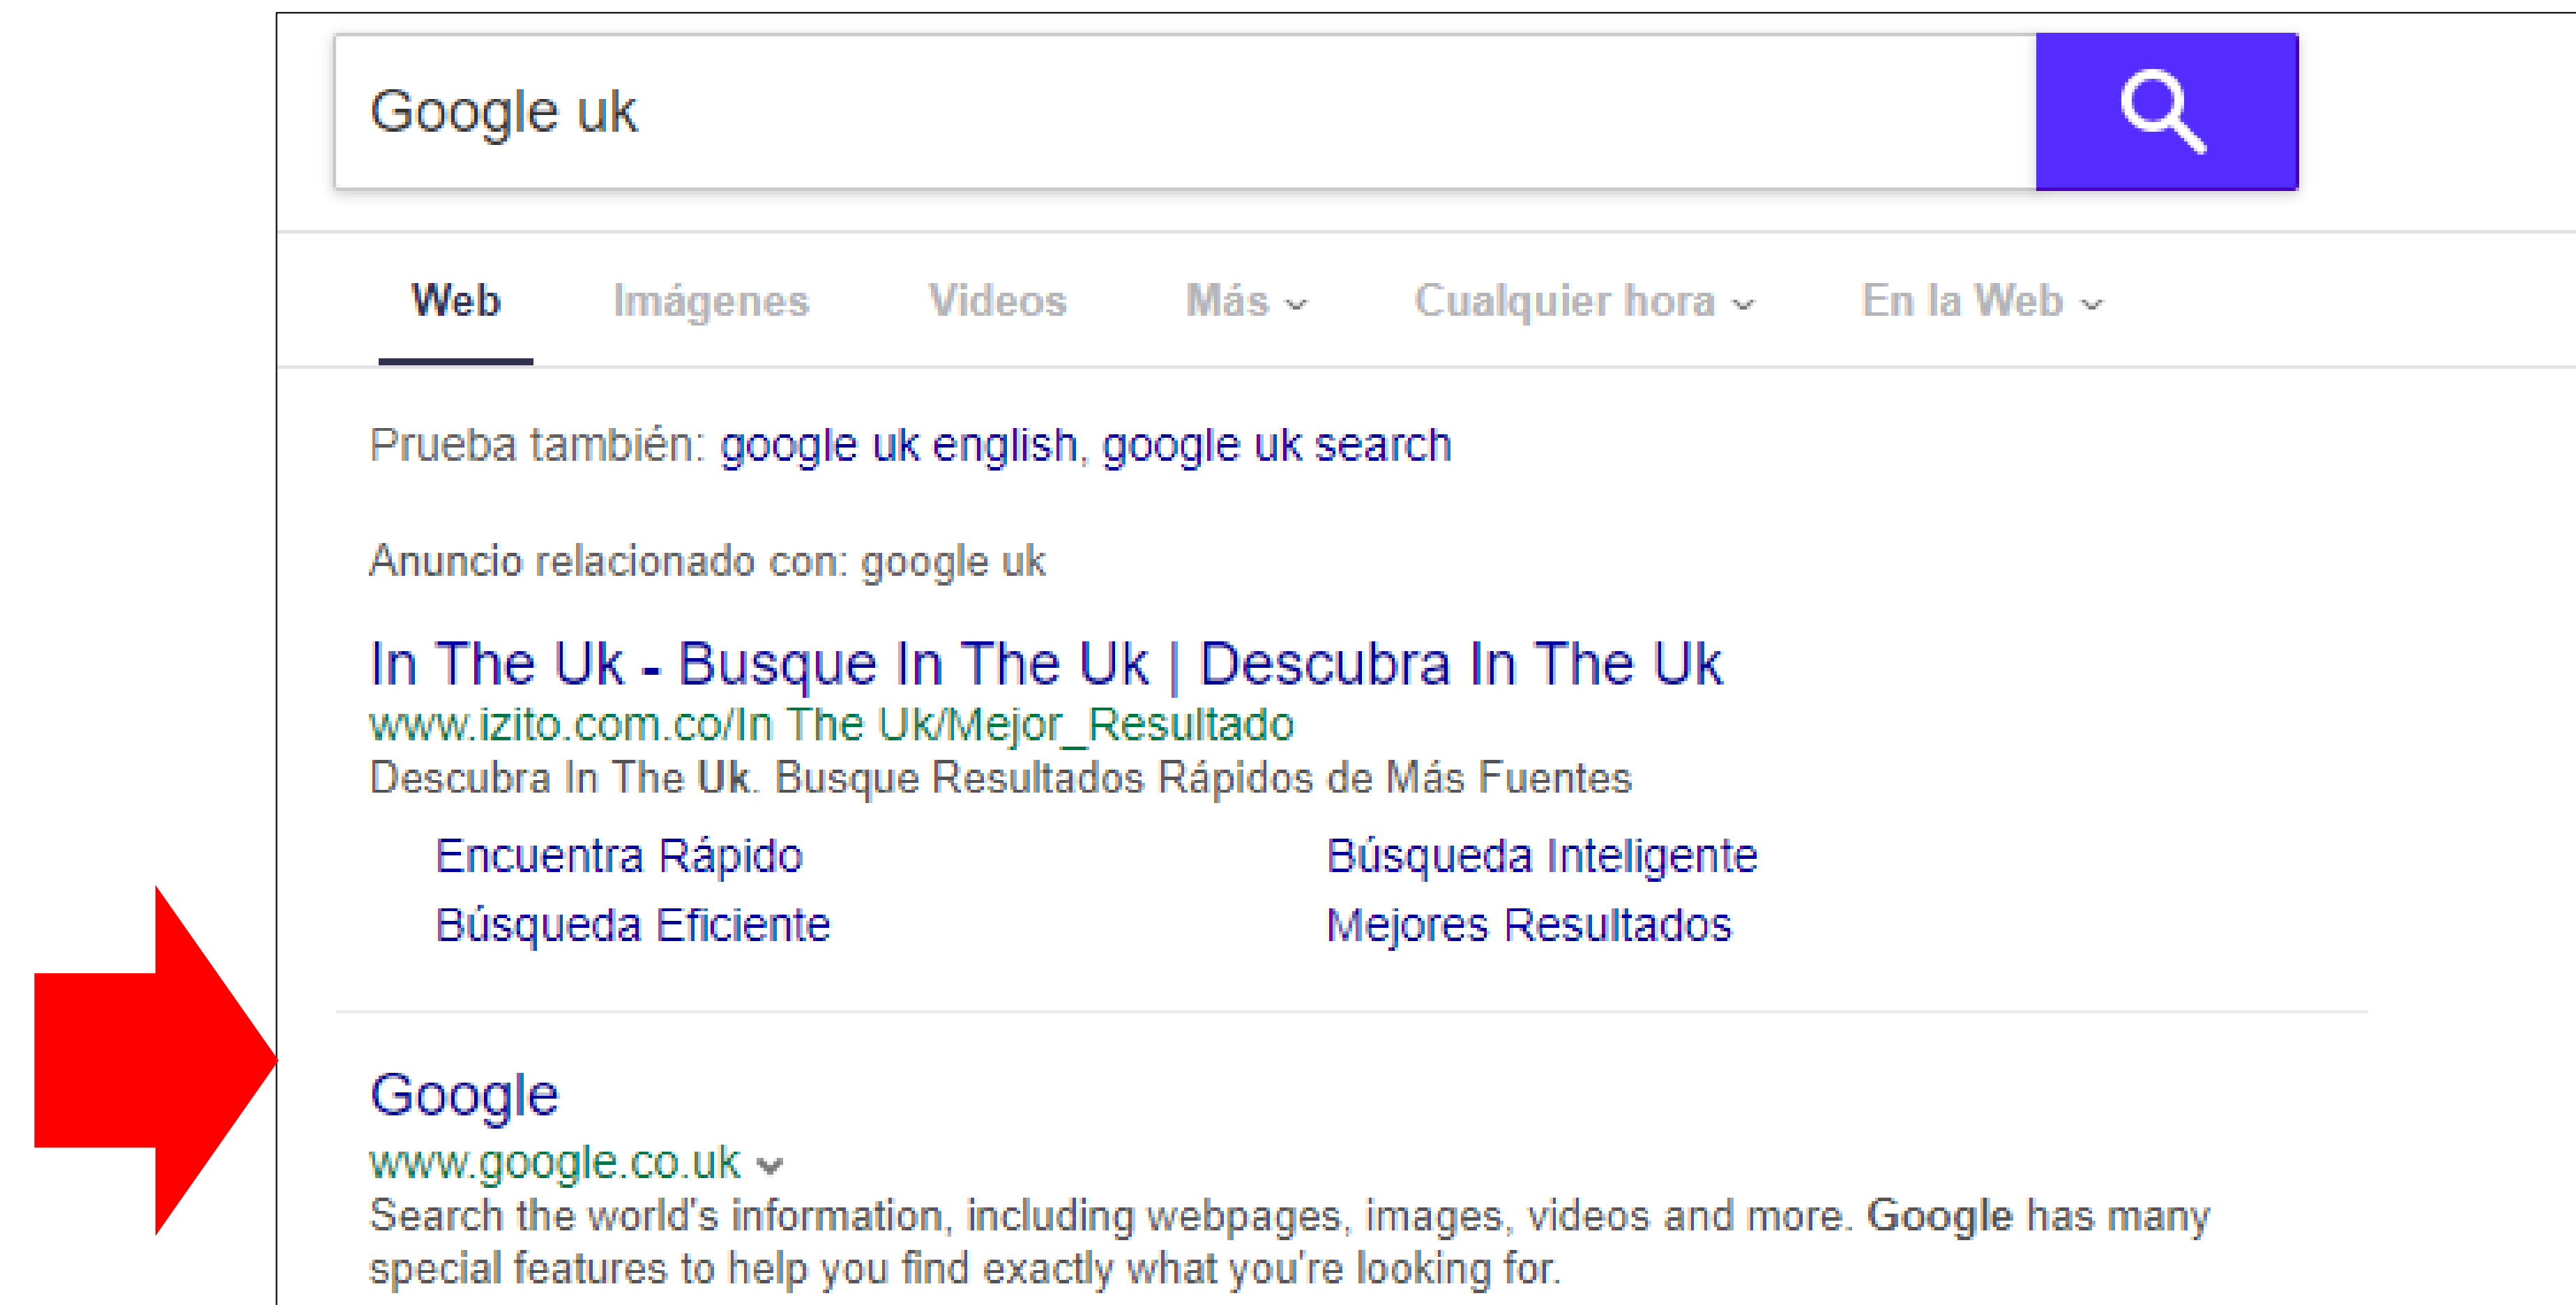 Google uk
Web Imágenes Videos Más Cualquier hora En la Web
Prueba también: google uk english, google uk search
Anuncio relacionado con: google uk
In The Uk - Busque In The Uk | Descubra In The Uk
www.izito.com.co/In The Uk/Mejor_Resultado
Descubra In The Uk. Busque Resultados Rápidos de Más Fuentes
Encuentra Rápido Búsqueda Inteligente
Búsqueda Eficiente Mejores Resultados
Google
www.google.co.uk
Search the world's information, including webpages, images, videos and more. Google has many
special features to help you find exactly what you're looking for.